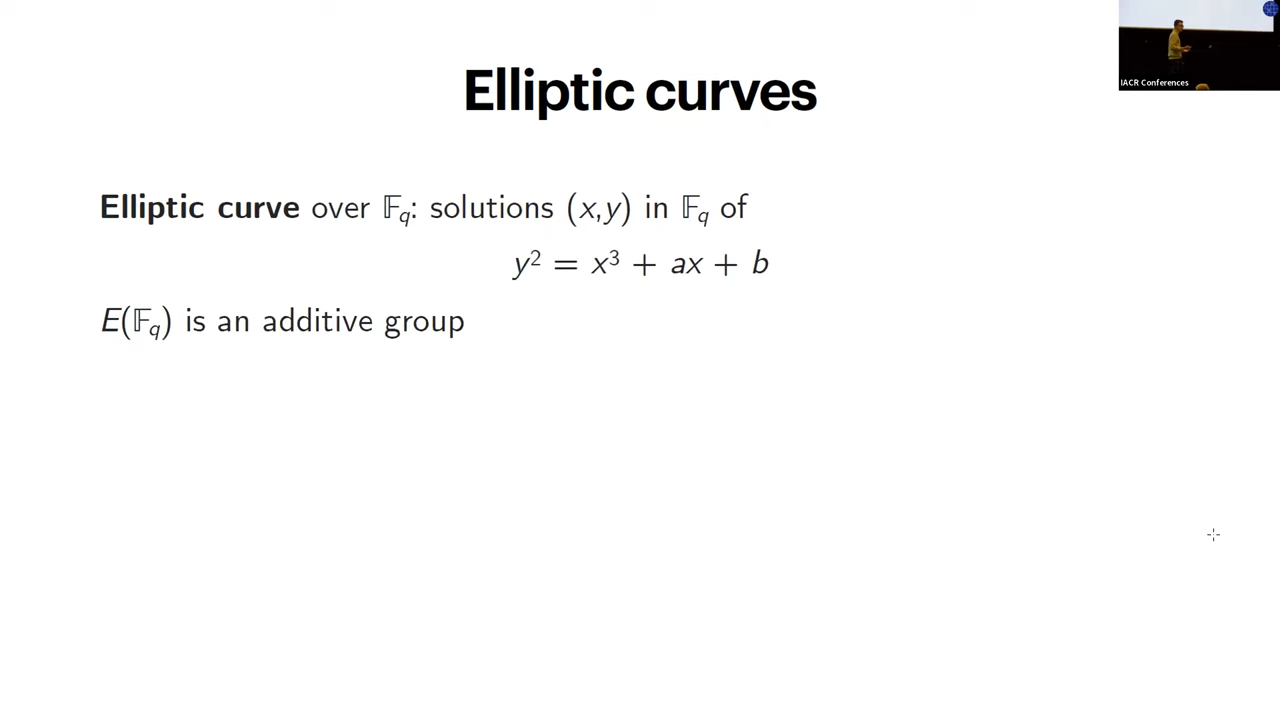 IACR Conferences
Elliptic curves
Elliptic curve over 𝔽q: solutions (x,y) in 𝔽q of
y² = x³ + ax + b
E(𝔽q) is an additive group